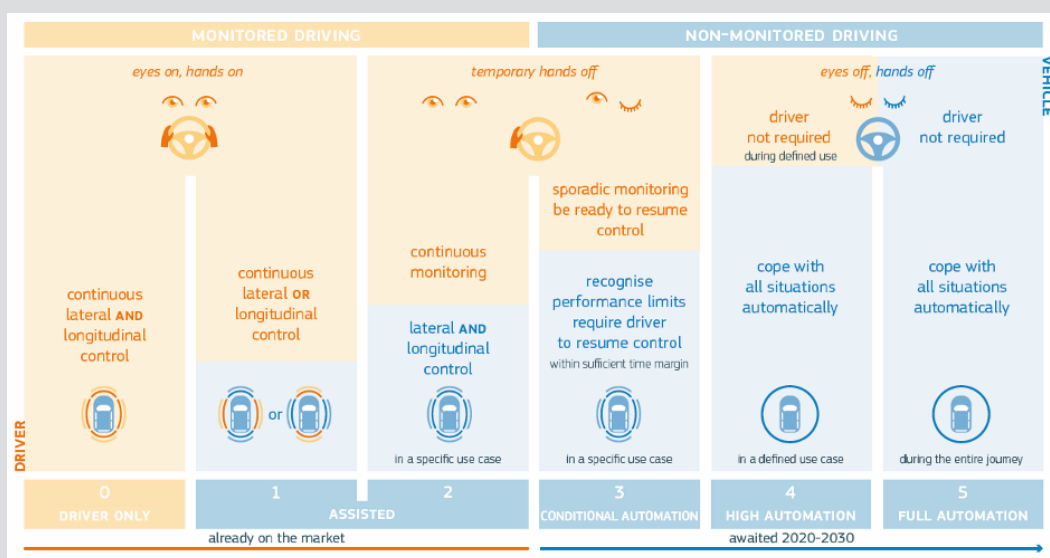 MONITORED DRIVING
NON-MONITORED DRIVING
eyes on, hands on
temporary hands off
eyes off, hands off
VEHICLE
driver
not required
during defined use
driver
not required
sporadic monitoring
be ready to resume
control
continuous
lateral AND
longitudinal
control
continuous
lateral OR
longitudinal
control
continuous
monitoring
lateral AND
longitudinal
control
recognise
performance limits
require driver
to resume control
within sufficient time margin
cope with
all situations
automatically
cope with
all situations
automatically
or
DRIVER
in a specific use case
in a specific use case
in a defined use case
during the entire journey
0
DRIVER ONLY
1
2
ASSISTED
3
CONDITIONAL AUTOMATION
4
HIGH AUTOMATION
5
FULL AUTOMATION
already on the market
awaited 2020-2030